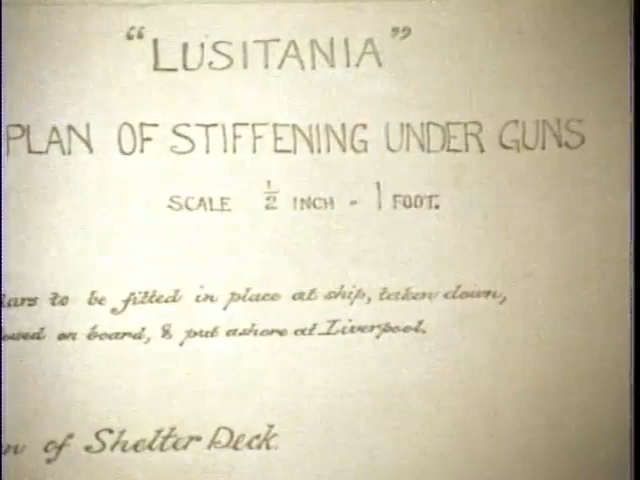 "LUSITANIA"
PLAN OF STIFFENING UNDER GUNS
SCALE ½ INCH - 1 FOOT.
to be fitted in place at ship, taken down,
on board, & put ashore at Liverpool.
of Shelter Deck.